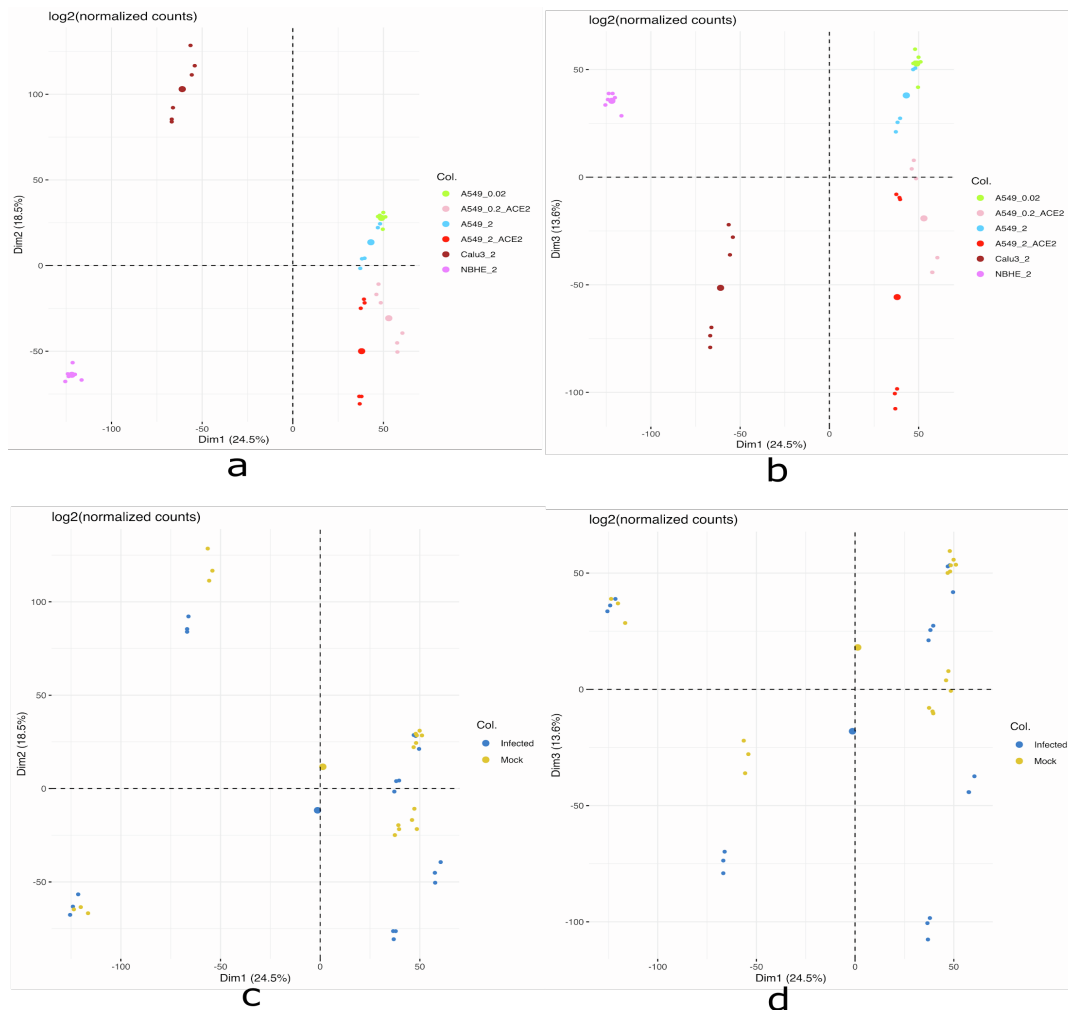 log2(normalized counts)
100
50
0
-50
Dim2 (18.5%)
-100
-50
0
50
Dim1 (24.5%)
Col.
A549_0.02
A549_0.2_ACE2
A549_2
A549_2_ACE2
Calu3_2
NBHE_2
a
log2(normalized counts)
50
0
-50
-100
Dim3 (13.6%)
-100
-50
0
50
Dim1 (24.5%)
Col.
A549_0.02
A549_0.2_ACE2
A549_2
A549_2_ACE2
Calu3_2
NBHE_2
b
log2(normalized counts)
100
50
0
-50
Dim2 (18.5%)
-100
-50
0
50
Dim1 (24.5%)
Col.
Infected
Mock
c
log2(normalized counts)
50
0
-50
-100
Dim3 (13.6%)
-100
-50
0
50
Dim1 (24.5%)
Col.
Infected
Mock
d